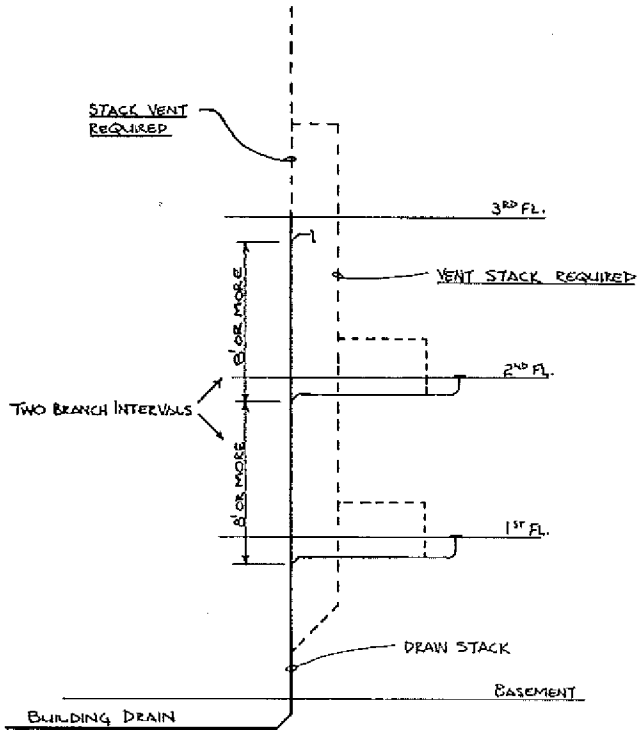 STACK VENT
REQUIRED
3RD FL.
VENT STACK REQUIRED
8' OR MORE
2ND FL.
TWO BRANCH INTERVALS
8' OR MORE
1ST FL.
DRAIN STACK
BASEMENT
BUILDING DRAIN